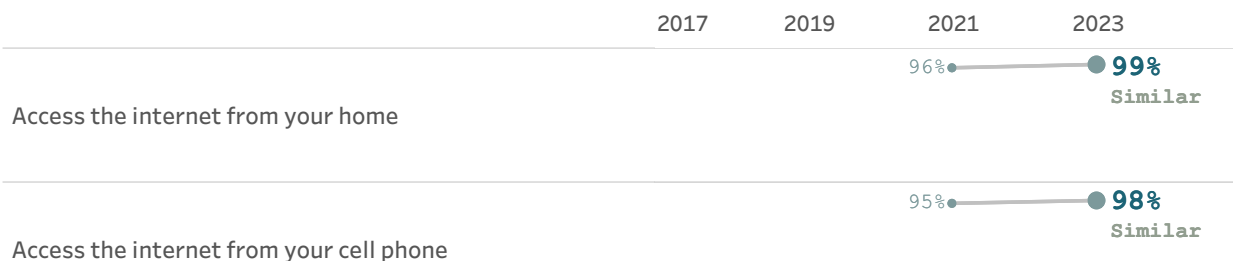 2017 2019 2021 2023
96% 99%
Similar
Access the internet from your home
95% 98%
Similar
Access the internet from your cell phone